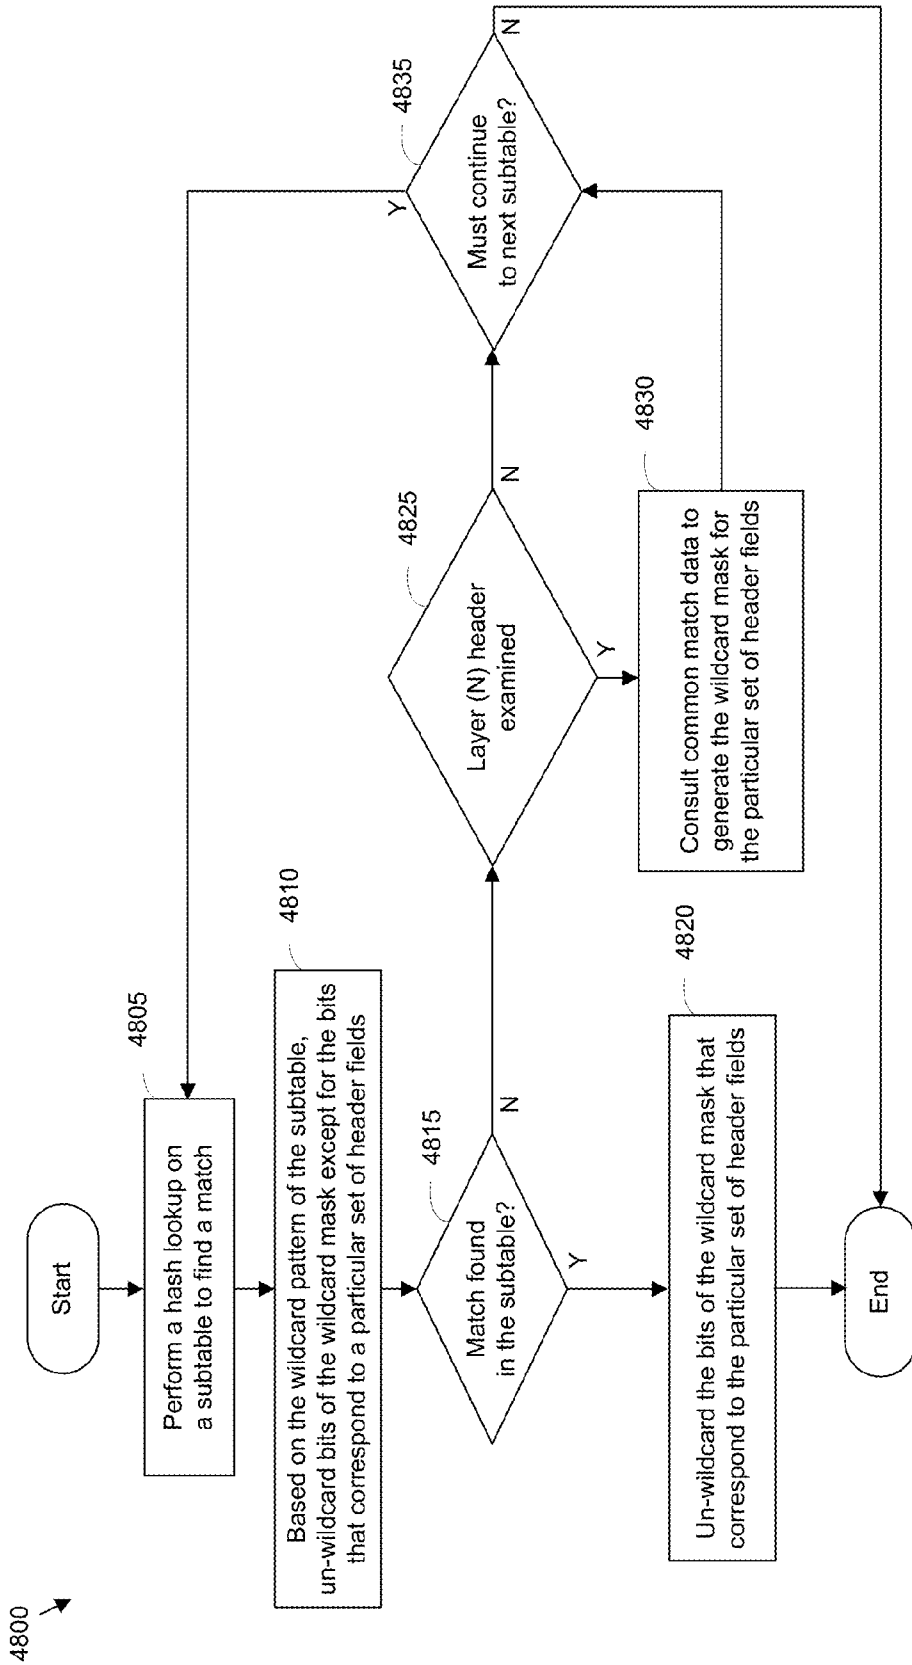 4800
Start
4805
Perform a hash lookup on
a subtable to find a match
4810
Based on the wildcard pattern of the subtable,
un-wildcard bits of the wildcard mask except for the bits
that correspond to a particular set of header fields
4815
Match found
in the subtable?
N
Y
4820
Un-wildcard the bits of the wildcard mask that
correspond to the particular set of header fields
4825
Layer (N) header
examined
N
Y
4830
Consult common match data to
generate the wildcard mask for
the particular set of header fields
4835
Must continue
to next subtable?
Y
N
End